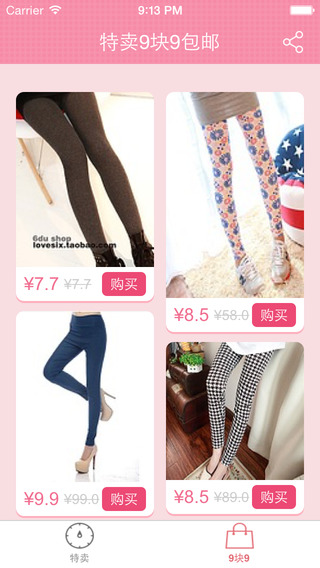 Carrier 9:13 PM
特卖9块9包邮
6du shop
lovesix.taobao.com
¥7.7 ¥7.7 购买
¥8.5 ¥58.0 购买
¥9.9 ¥99.0 购买
¥8.5 ¥89.0 购买
特卖
9块9